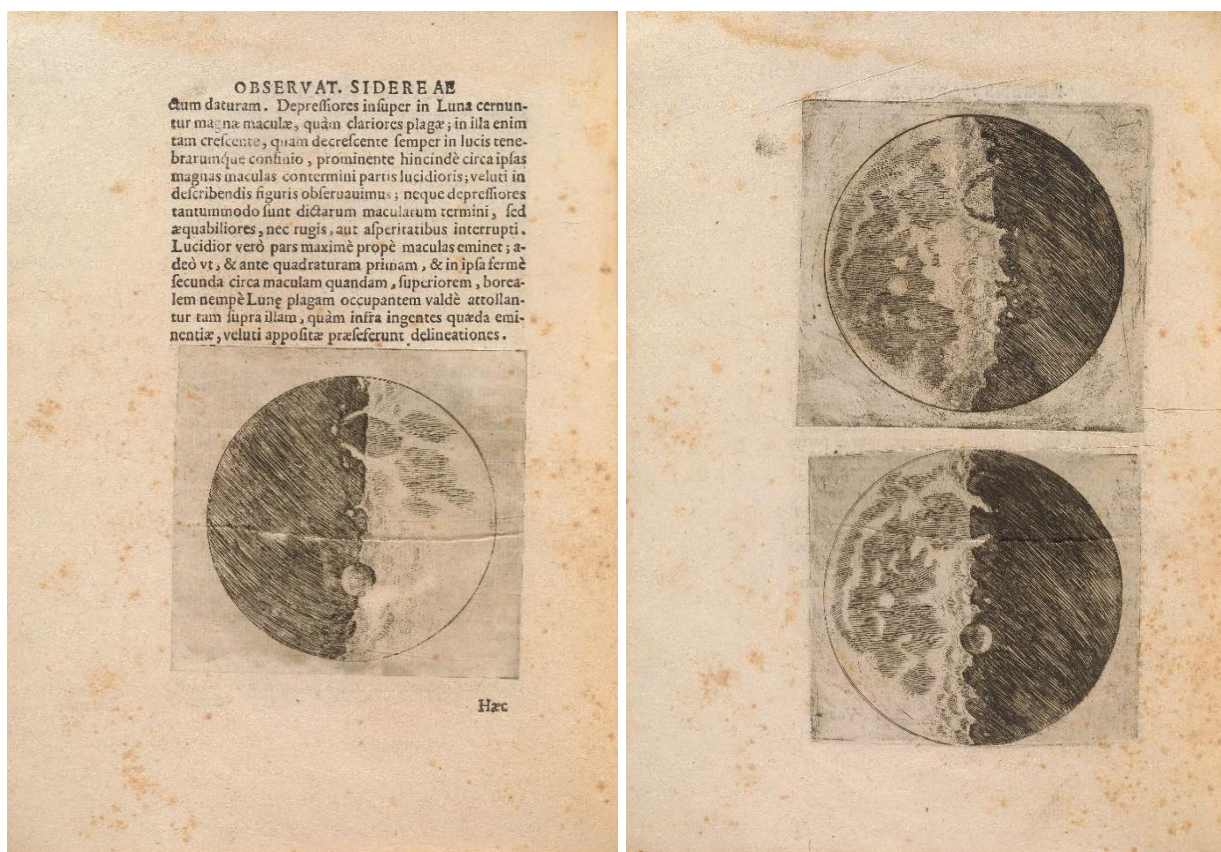 OBSERVAT. SIDEREAE
ctum daturam. Depreſſiores inſuper in Luna cernun-
tur magnæ maculæ, quàm clariores plagæ; in illa enim
tam creſcente, quam decreſcente ſemper in lucis tene-
brarumque confinio, prominente hincindè circa ipſas
magnas maculas contermini partis lucidioris; veluti in
deſcribendis figuris obſeruauimus; neque depreſſiores
tantummodo ſunt dictarum macularum termini, ſed
æquabiliores, nec rugis, aut aſperitatibus interrupti.
Lucidior verò pars maximè propè maculas eminet; a-
deò vt, & ante quadraturam primam, & in ipſa fermè
ſecunda circa maculam quandam, ſuperiorem, borea-
lem nempè Lunę plagam occupantem valdè attollan-
tur tam ſupra illam, quàm infra ingentes quæda emi-
nentiæ, veluti appoſitæ præſeferunt delineationes.
Hæc